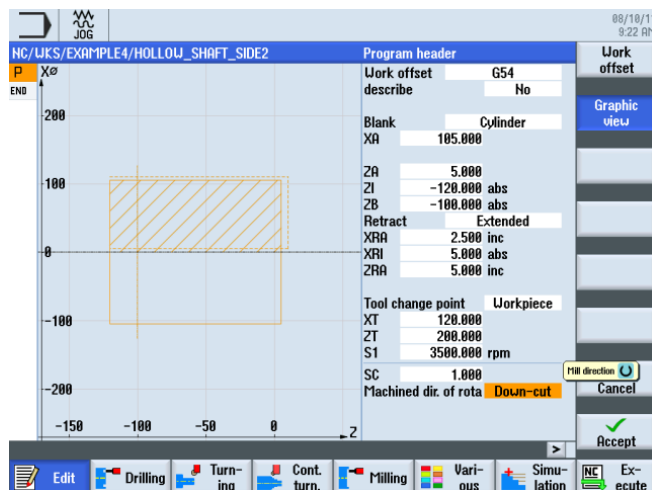 08/10/1
9:22 AM
JOG
NC/WKS/EXAMPLE4/HOLLOW_SHAFT_SIDE2
Program header
Work
offset
P
END
XØ
200
100
0
-100
-200
-150
-100
-50
0
Z
Work offset G54
describe No
Blank Cylinder
XA 105.000
ZA 5.000
ZI -120.000 abs
ZB -100.000 abs
Retract Extended
XRA 2.500 inc
XRI 5.000 abs
ZRA 5.000 inc
Tool change point Workpiece
XT 120.000
ZT 200.000
S1 3500.000 rpm
SC 1.000
Machined dir. of rota Down-cut
Graphic
view
Mill direction
Cancel
Accept
>
Edit
Drilling
Turn-
ing
Cont.
turn.
Milling
Vari-
ous
Simu-
lation
NC
Ex-
ecute